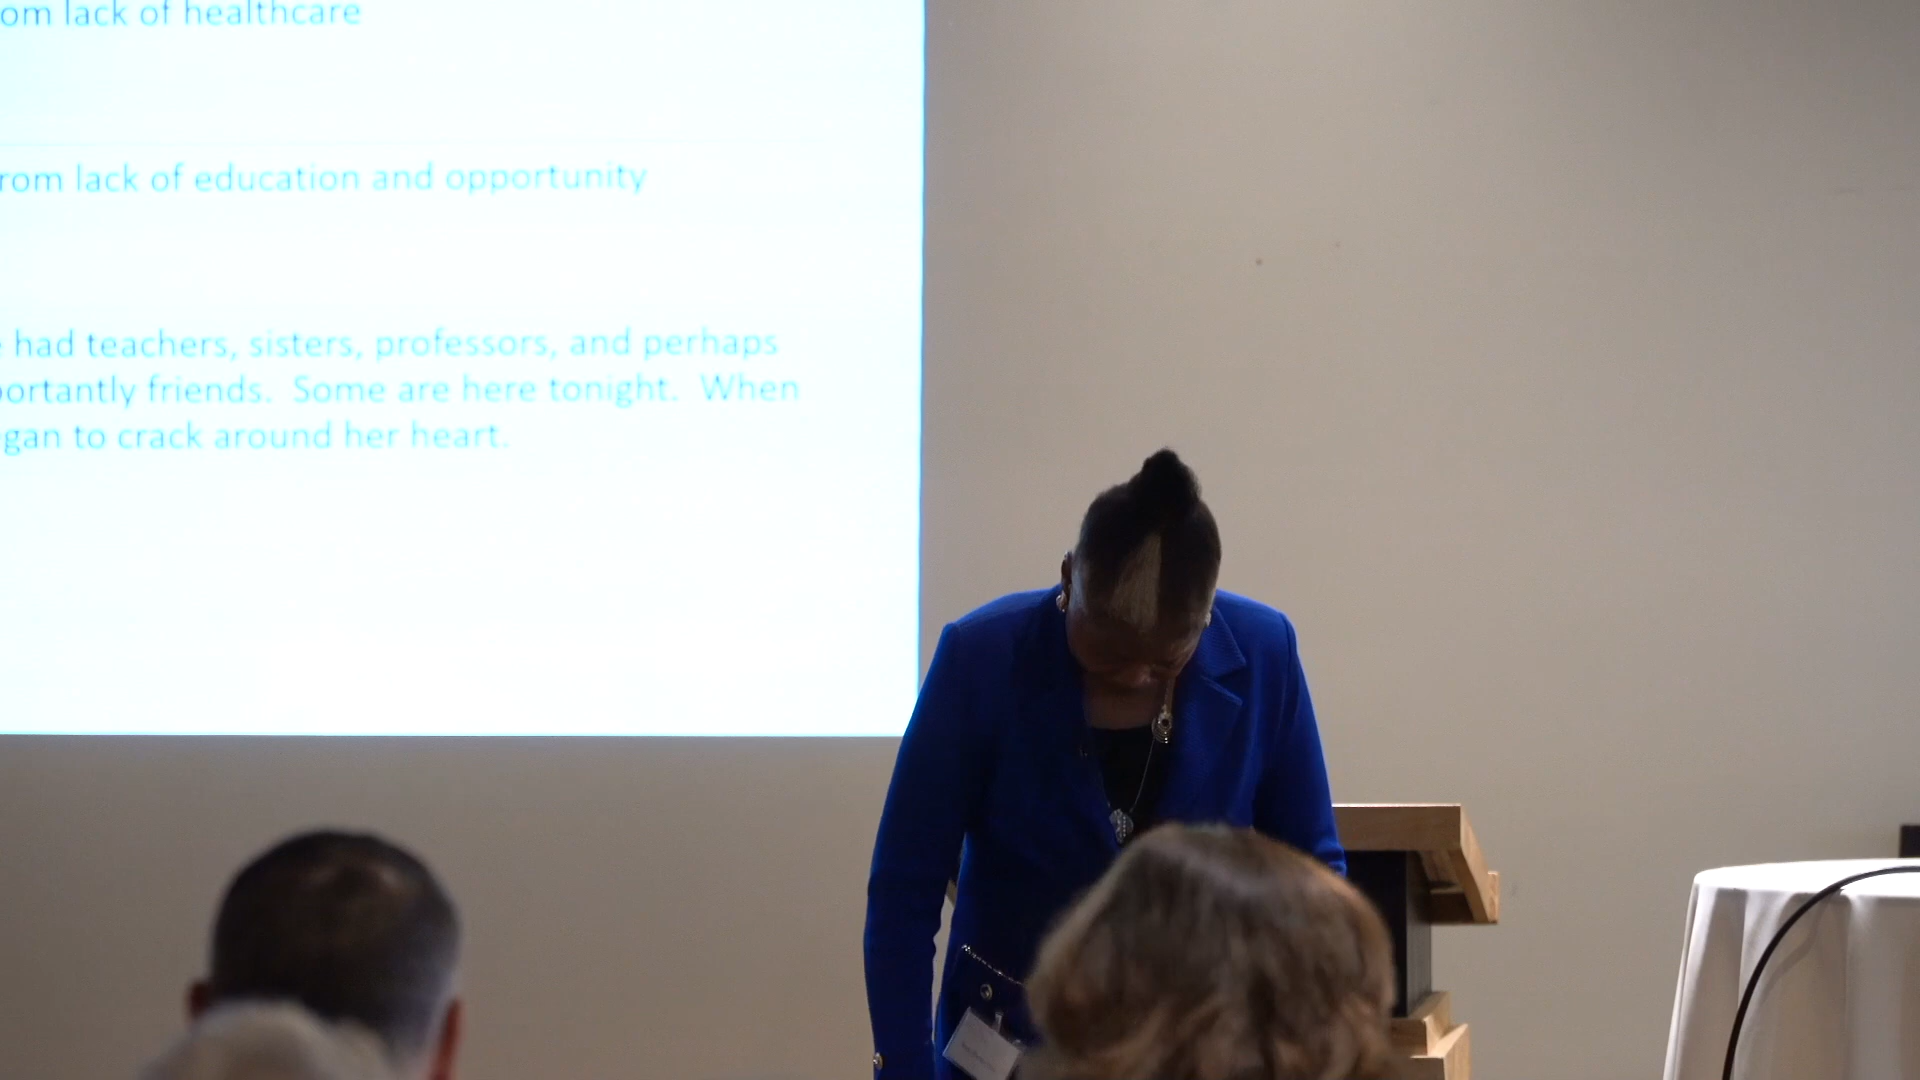 om lack of healthcare
rom lack of education and opportunity
had teachers, sisters, professors, and perhaps
portantly friends. Some are here tonight. When
gan to crack around her heart.